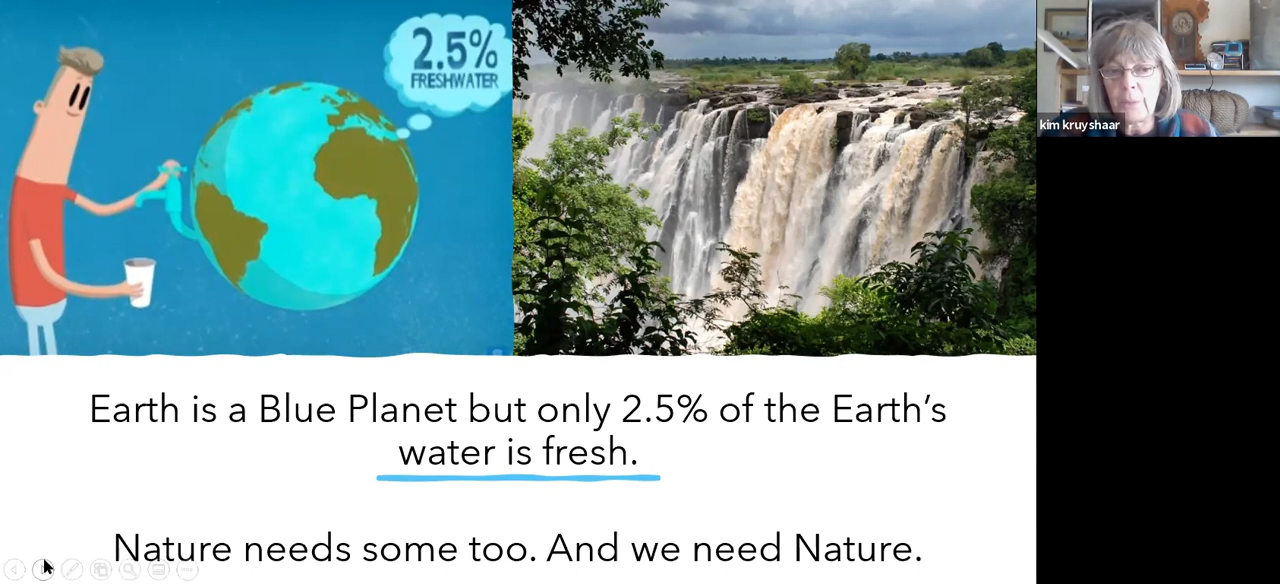 2.5%
FRESHWATER
kim kruyshaar
Earth is a Blue Planet but only 2.5% of the Earth’s
water is fresh.
Nature needs some too. And we need Nature.